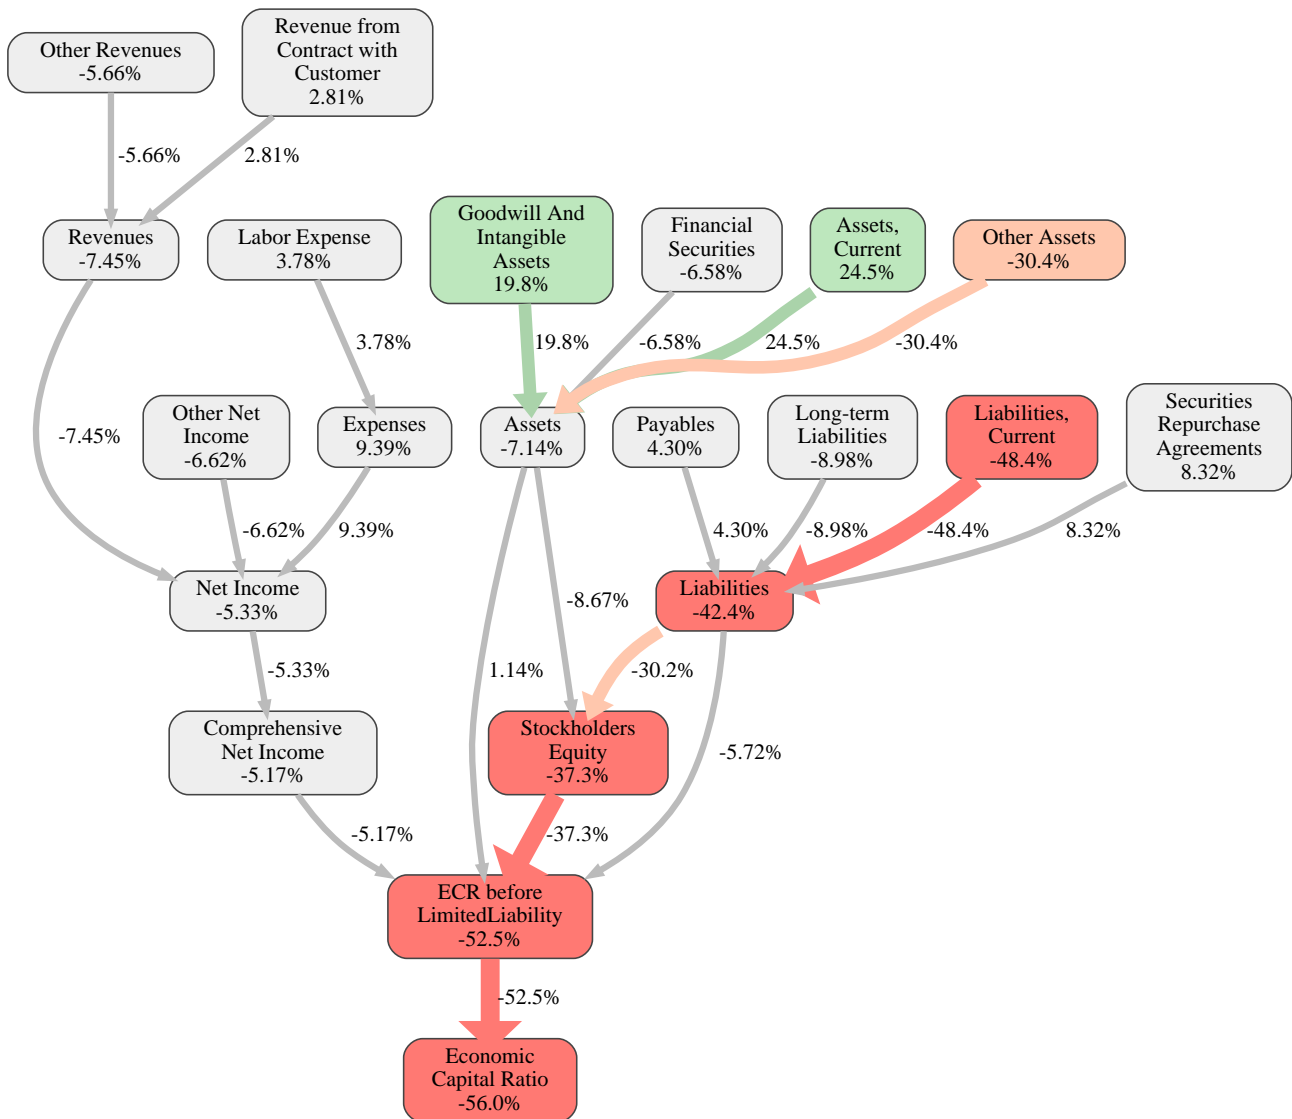 Other Revenues
-5.66%
Revenue from
Contract with
Customer
2.81%
-5.66%
2.81%
Revenues
-7.45%
Labor Expense
3.78%
Goodwill And
Intangible
Assets
19.8%
Financial
Securities
-6.58%
Assets,
Current
24.5%
Other Assets
-30.4%
3.78%
19.8%
-6.58%
24.5%
-30.4%
-7.45%
Other Net
Income
-6.62%
Expenses
9.39%
Assets
-7.14%
Payables
4.30%
Long-term
Liabilities
-8.98%
Liabilities,
Current
-48.4%
Securities
Repurchase
Agreements
8.32%
-6.62%
9.39%
4.30%
-8.98%
-48.4%
8.32%
Net Income
-5.33%
-8.67%
Liabilities
-42.4%
-5.33%
1.14%
-30.2%
Comprehensive
Net Income
-5.17%
Stockholders
Equity
-37.3%
-5.72%
-5.17%
-37.3%
ECR before
LimitedLiability
-52.5%
-52.5%
Economic
Capital Ratio
-56.0%